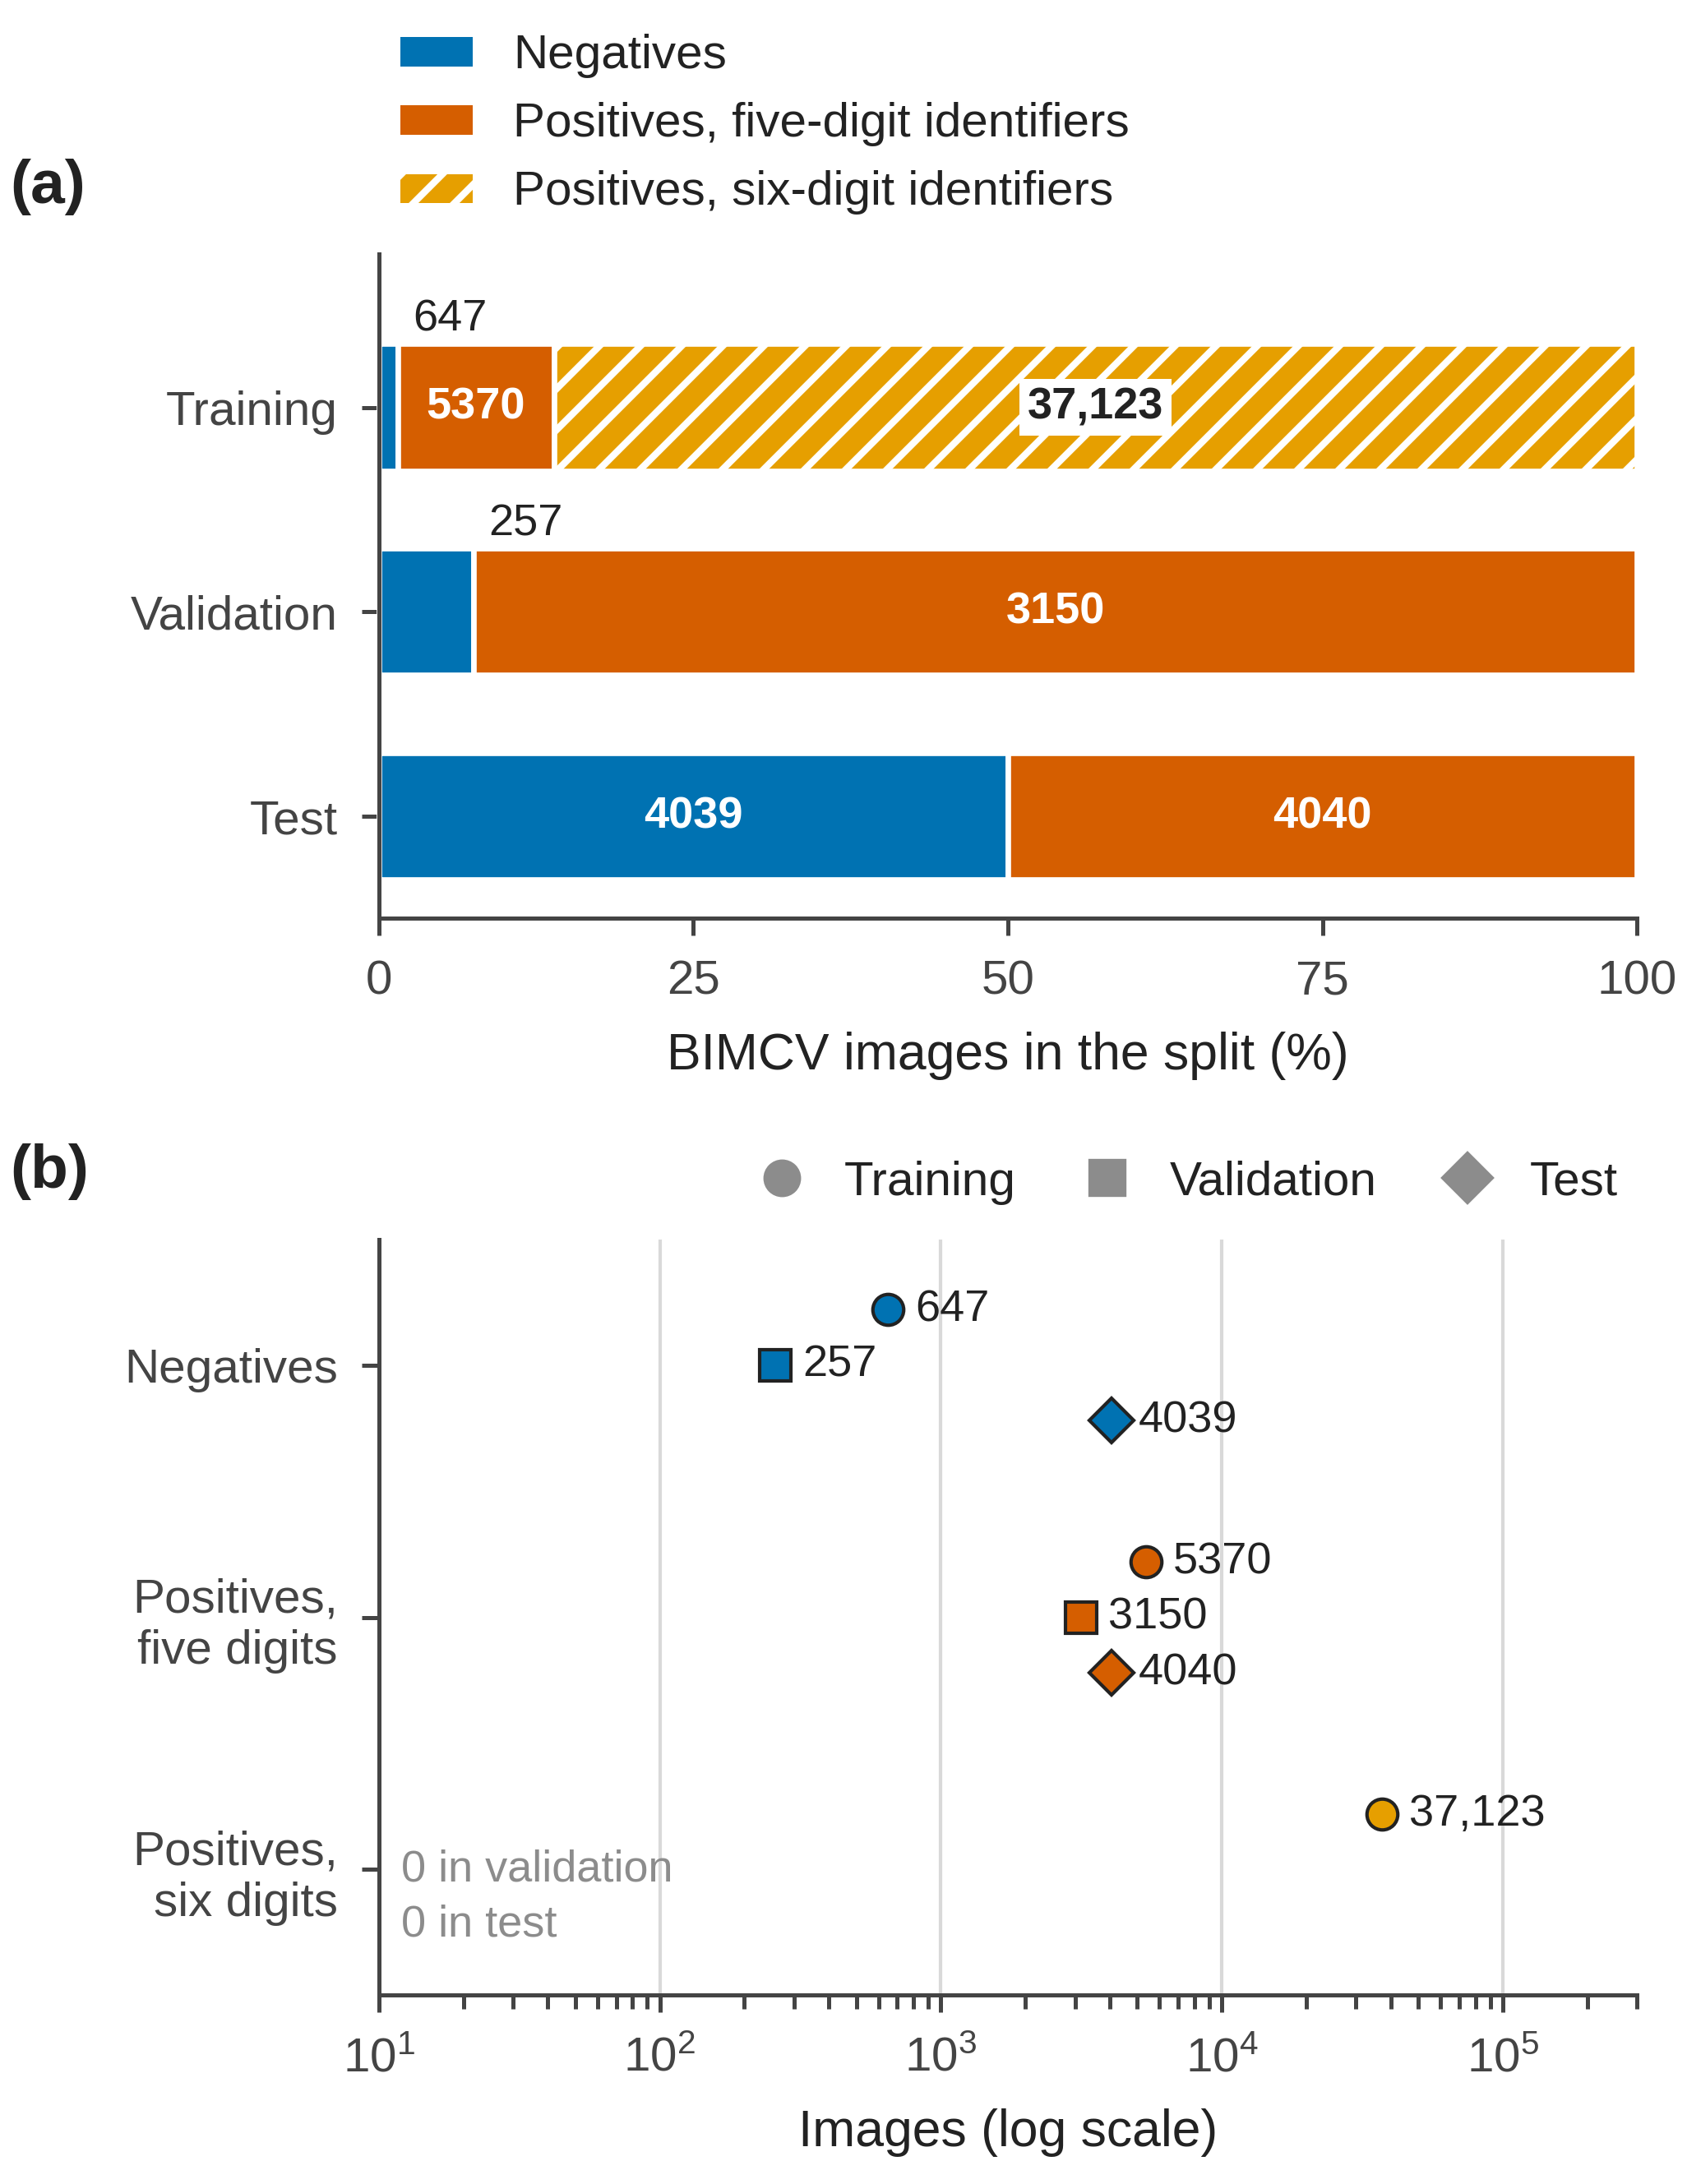 Negatives
Positives, five-digit identifiers
Positives, six-digit identifiers
(a)
647
Training
5370
37,123
257
Validation
3150
Test
4039
4040
0 25 50 75 100
BIMCV images in the split (%)
(b)
Training Validation Test
647
Negatives
257
4039
5370
Positives,
five digits
3150
4040
37,123
Positives,
six digits
0 in validation
0 in test
10¹ 10² 10³ 10⁴ 10⁵
Images (log scale)